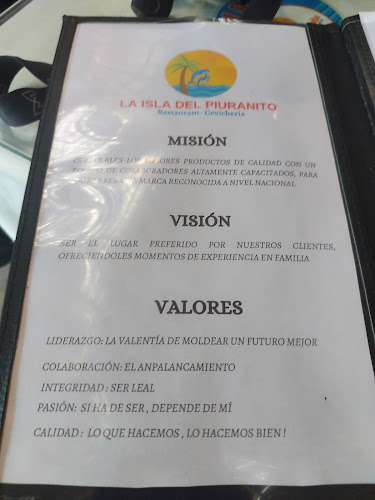 LA ISLA DEL PIURANITO
Restaurant- Cevicheria
MISIÓN
LOS MEJORES PRODUCTOS DE CALIDAD CON UN
EQUIPO DE COLABORADORES ALTAMENTE CAPACITADOS, PARA
MARCA RECONOCIDA A NIVEL NACIONAL
VISIÓN
SER EL LUGAR PREFERIDO POR NUESTROS CLIENTES,
OFRECIENDOLES MOMENTOS DE EXPERIENCIA EN FAMILIA
VALORES
LIDERAZGO: LA VALENTÍA DE MOLDEAR UN FUTURO MEJOR
COLABORACIÓN: EL ANPALANCAMIENTO
INTEGRIDAD : SER LEAL
PASIÓN: SI HA DE SER , DEPENDE DE MÍ
CALIDAD : LO QUE HACEMOS , LO HACEMOS BIEN !